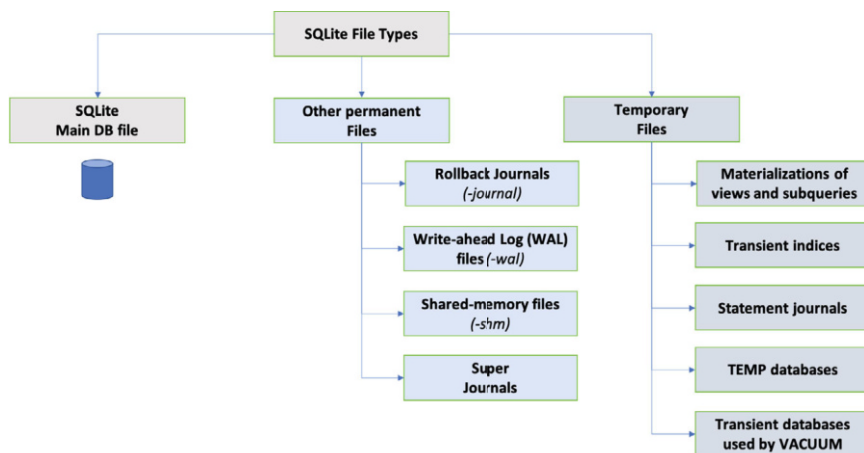 SQLite File Types
SQLite
Main DB file
Other permanent
Files
Rollback Journals
(-journal)
Write-ahead Log (WAL)
files (-wal)
Shared-memory files
(-shm)
Super
Journals
Temporary
Files
Materializations of
views and subqueries
Transient indices
Statement journals
TEMP databases
Transient databases
used by VACUUM